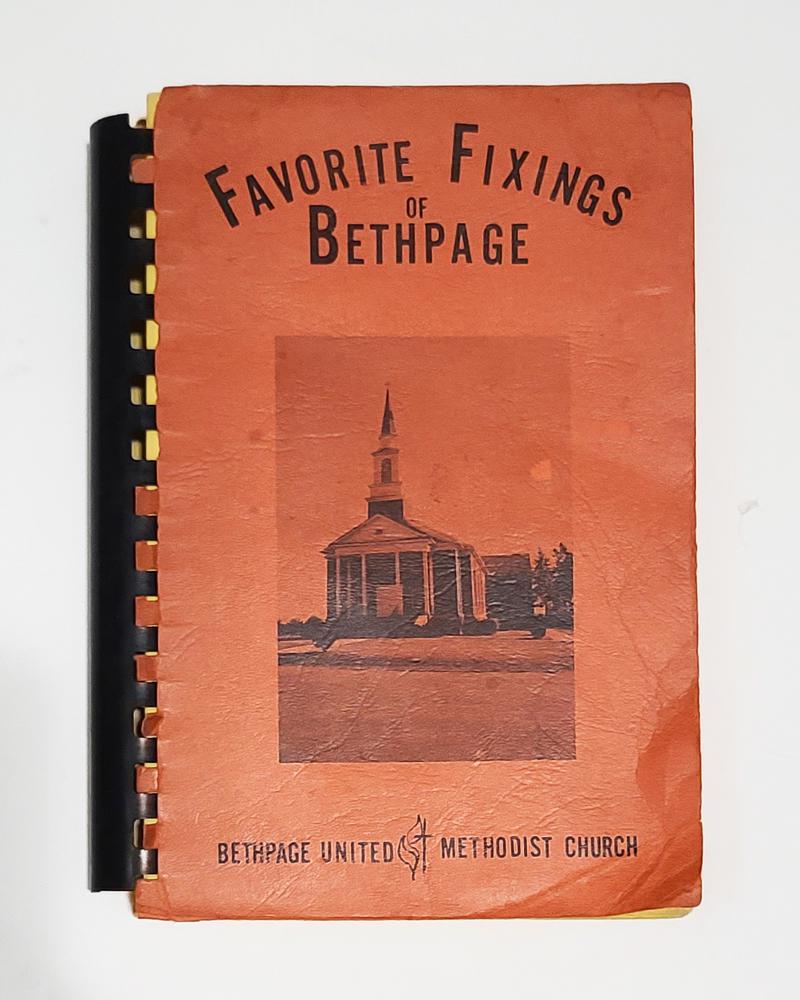 FAVORITE FIXINGS
OF
BETHPAGE
BETHPAGE UNITED METHODIST CHURCH